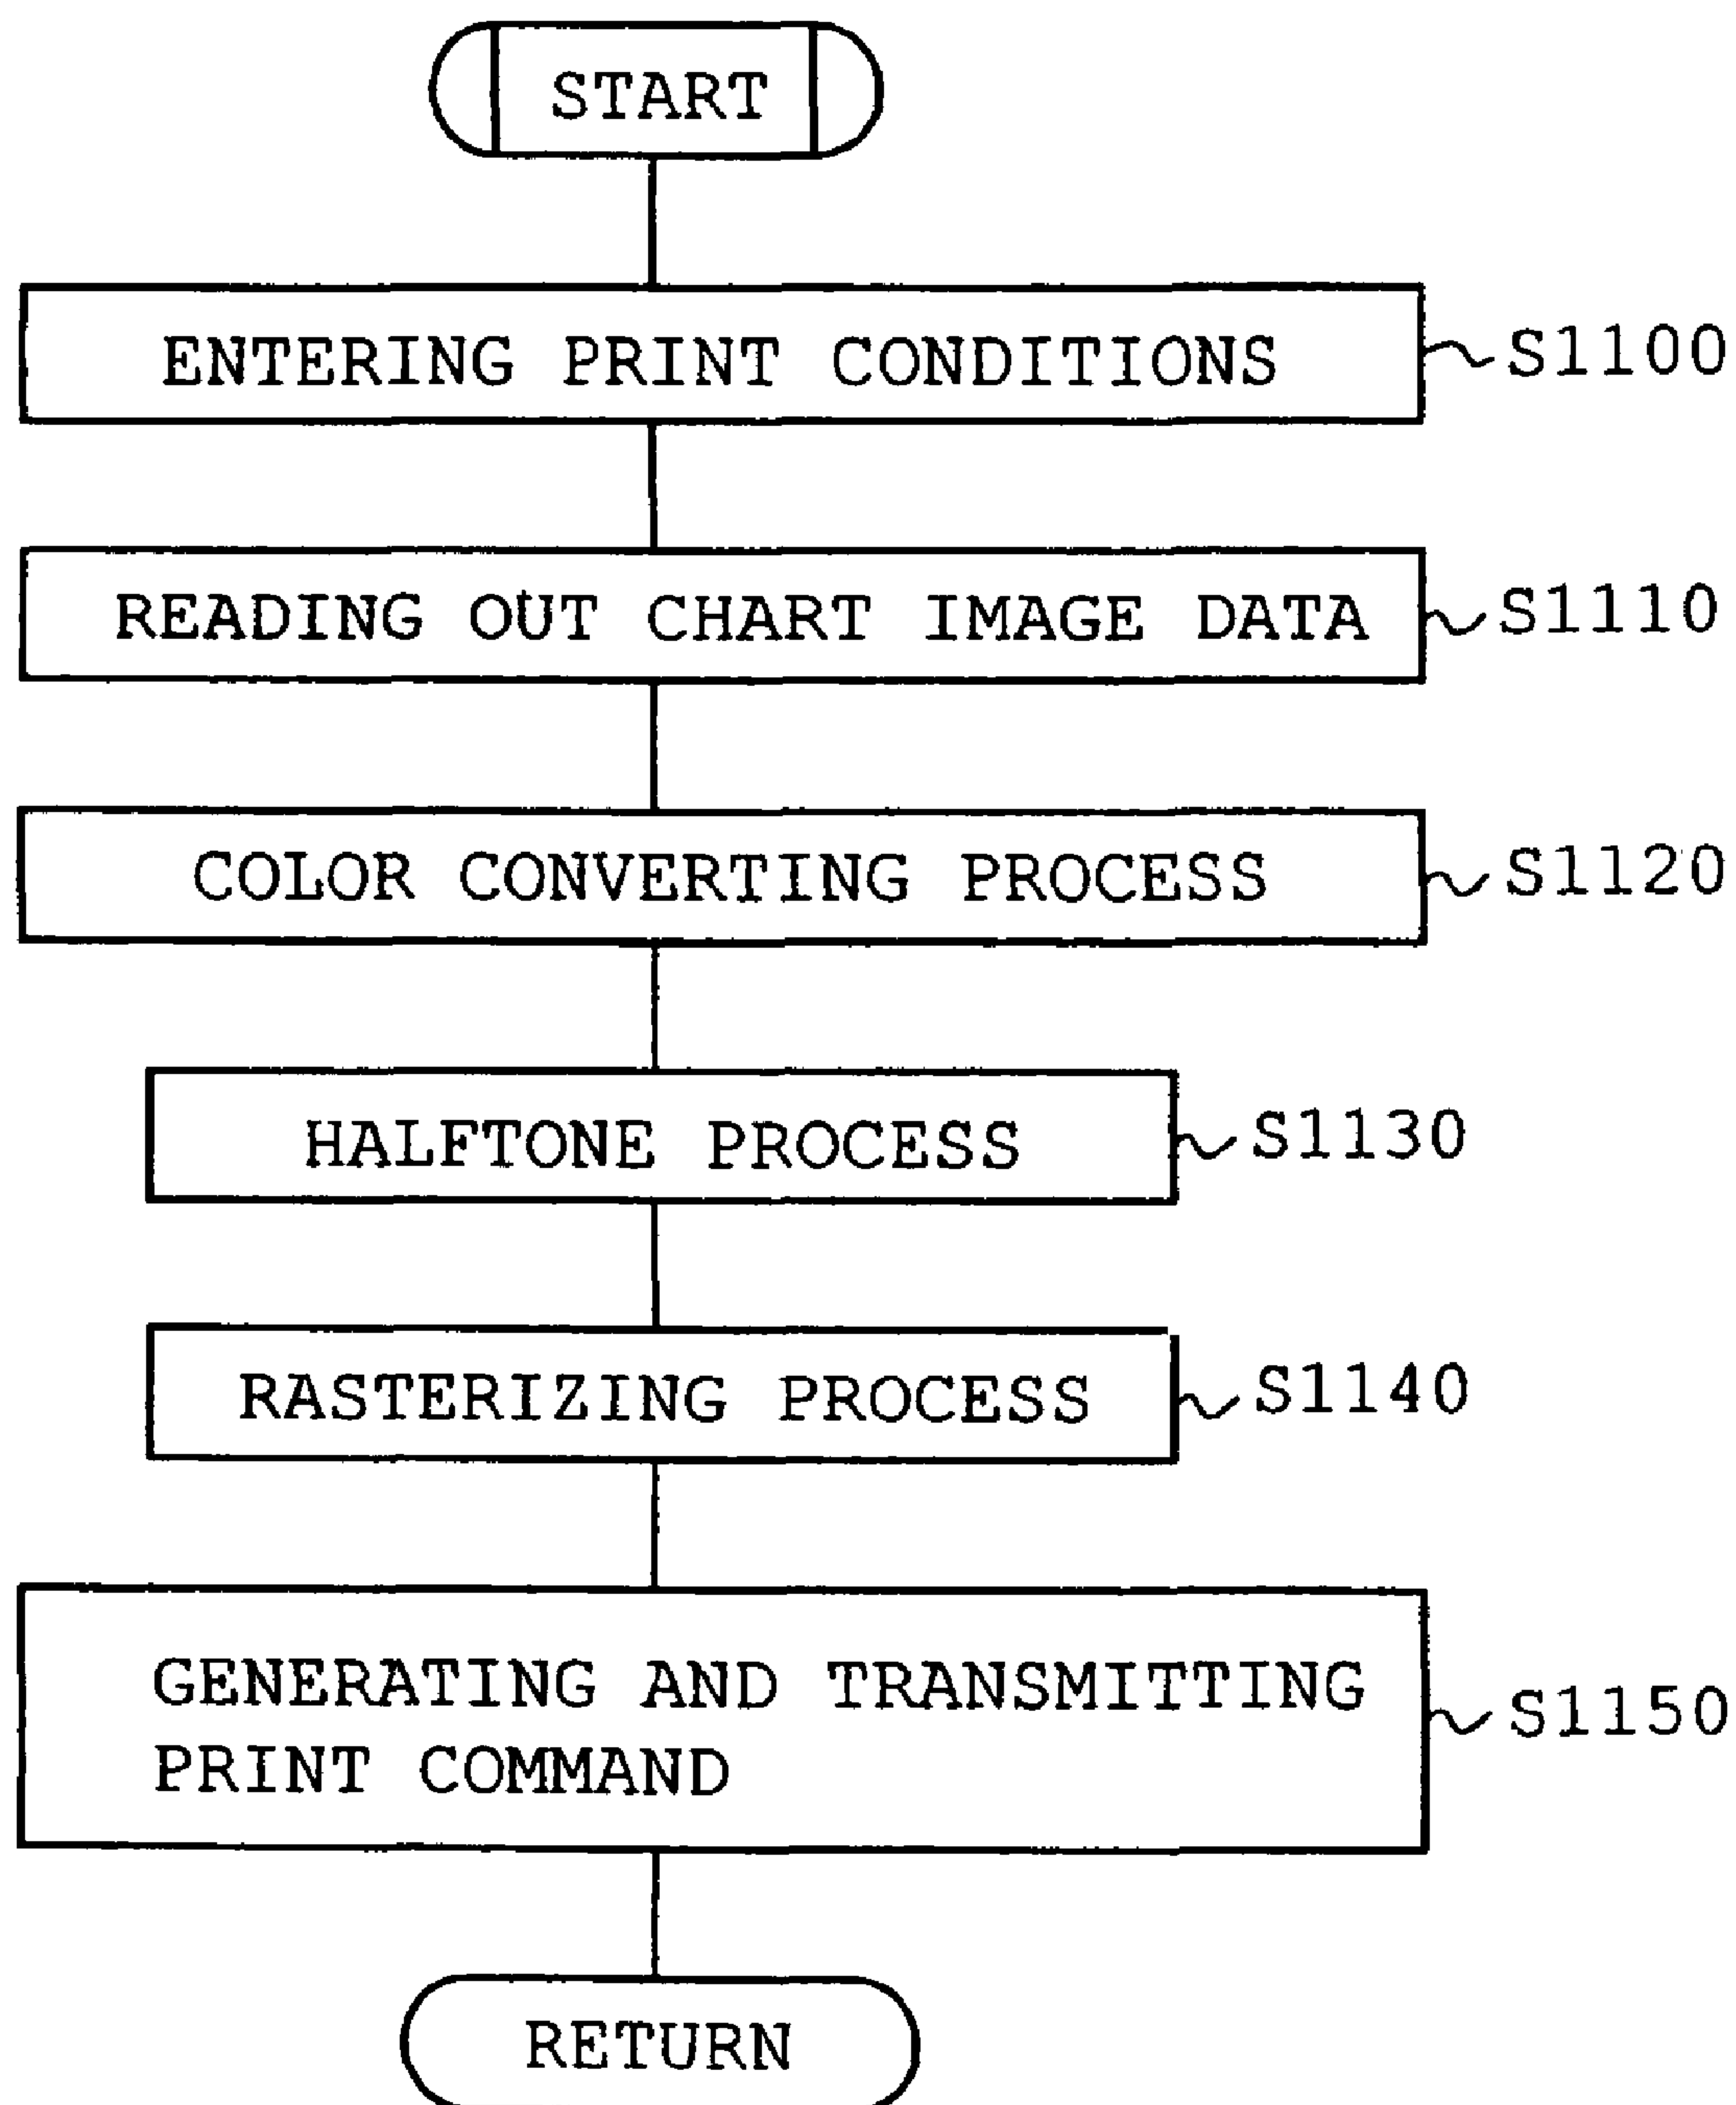 START
ENTERING PRINT CONDITIONS S1100
READING OUT CHART IMAGE DATA S1110
COLOR CONVERTING PROCESS S1120
HALFTONE PROCESS S1130
RASTERIZING PROCESS S1140
GENERATING AND TRANSMITTING
PRINT COMMAND
S1150
RETURN